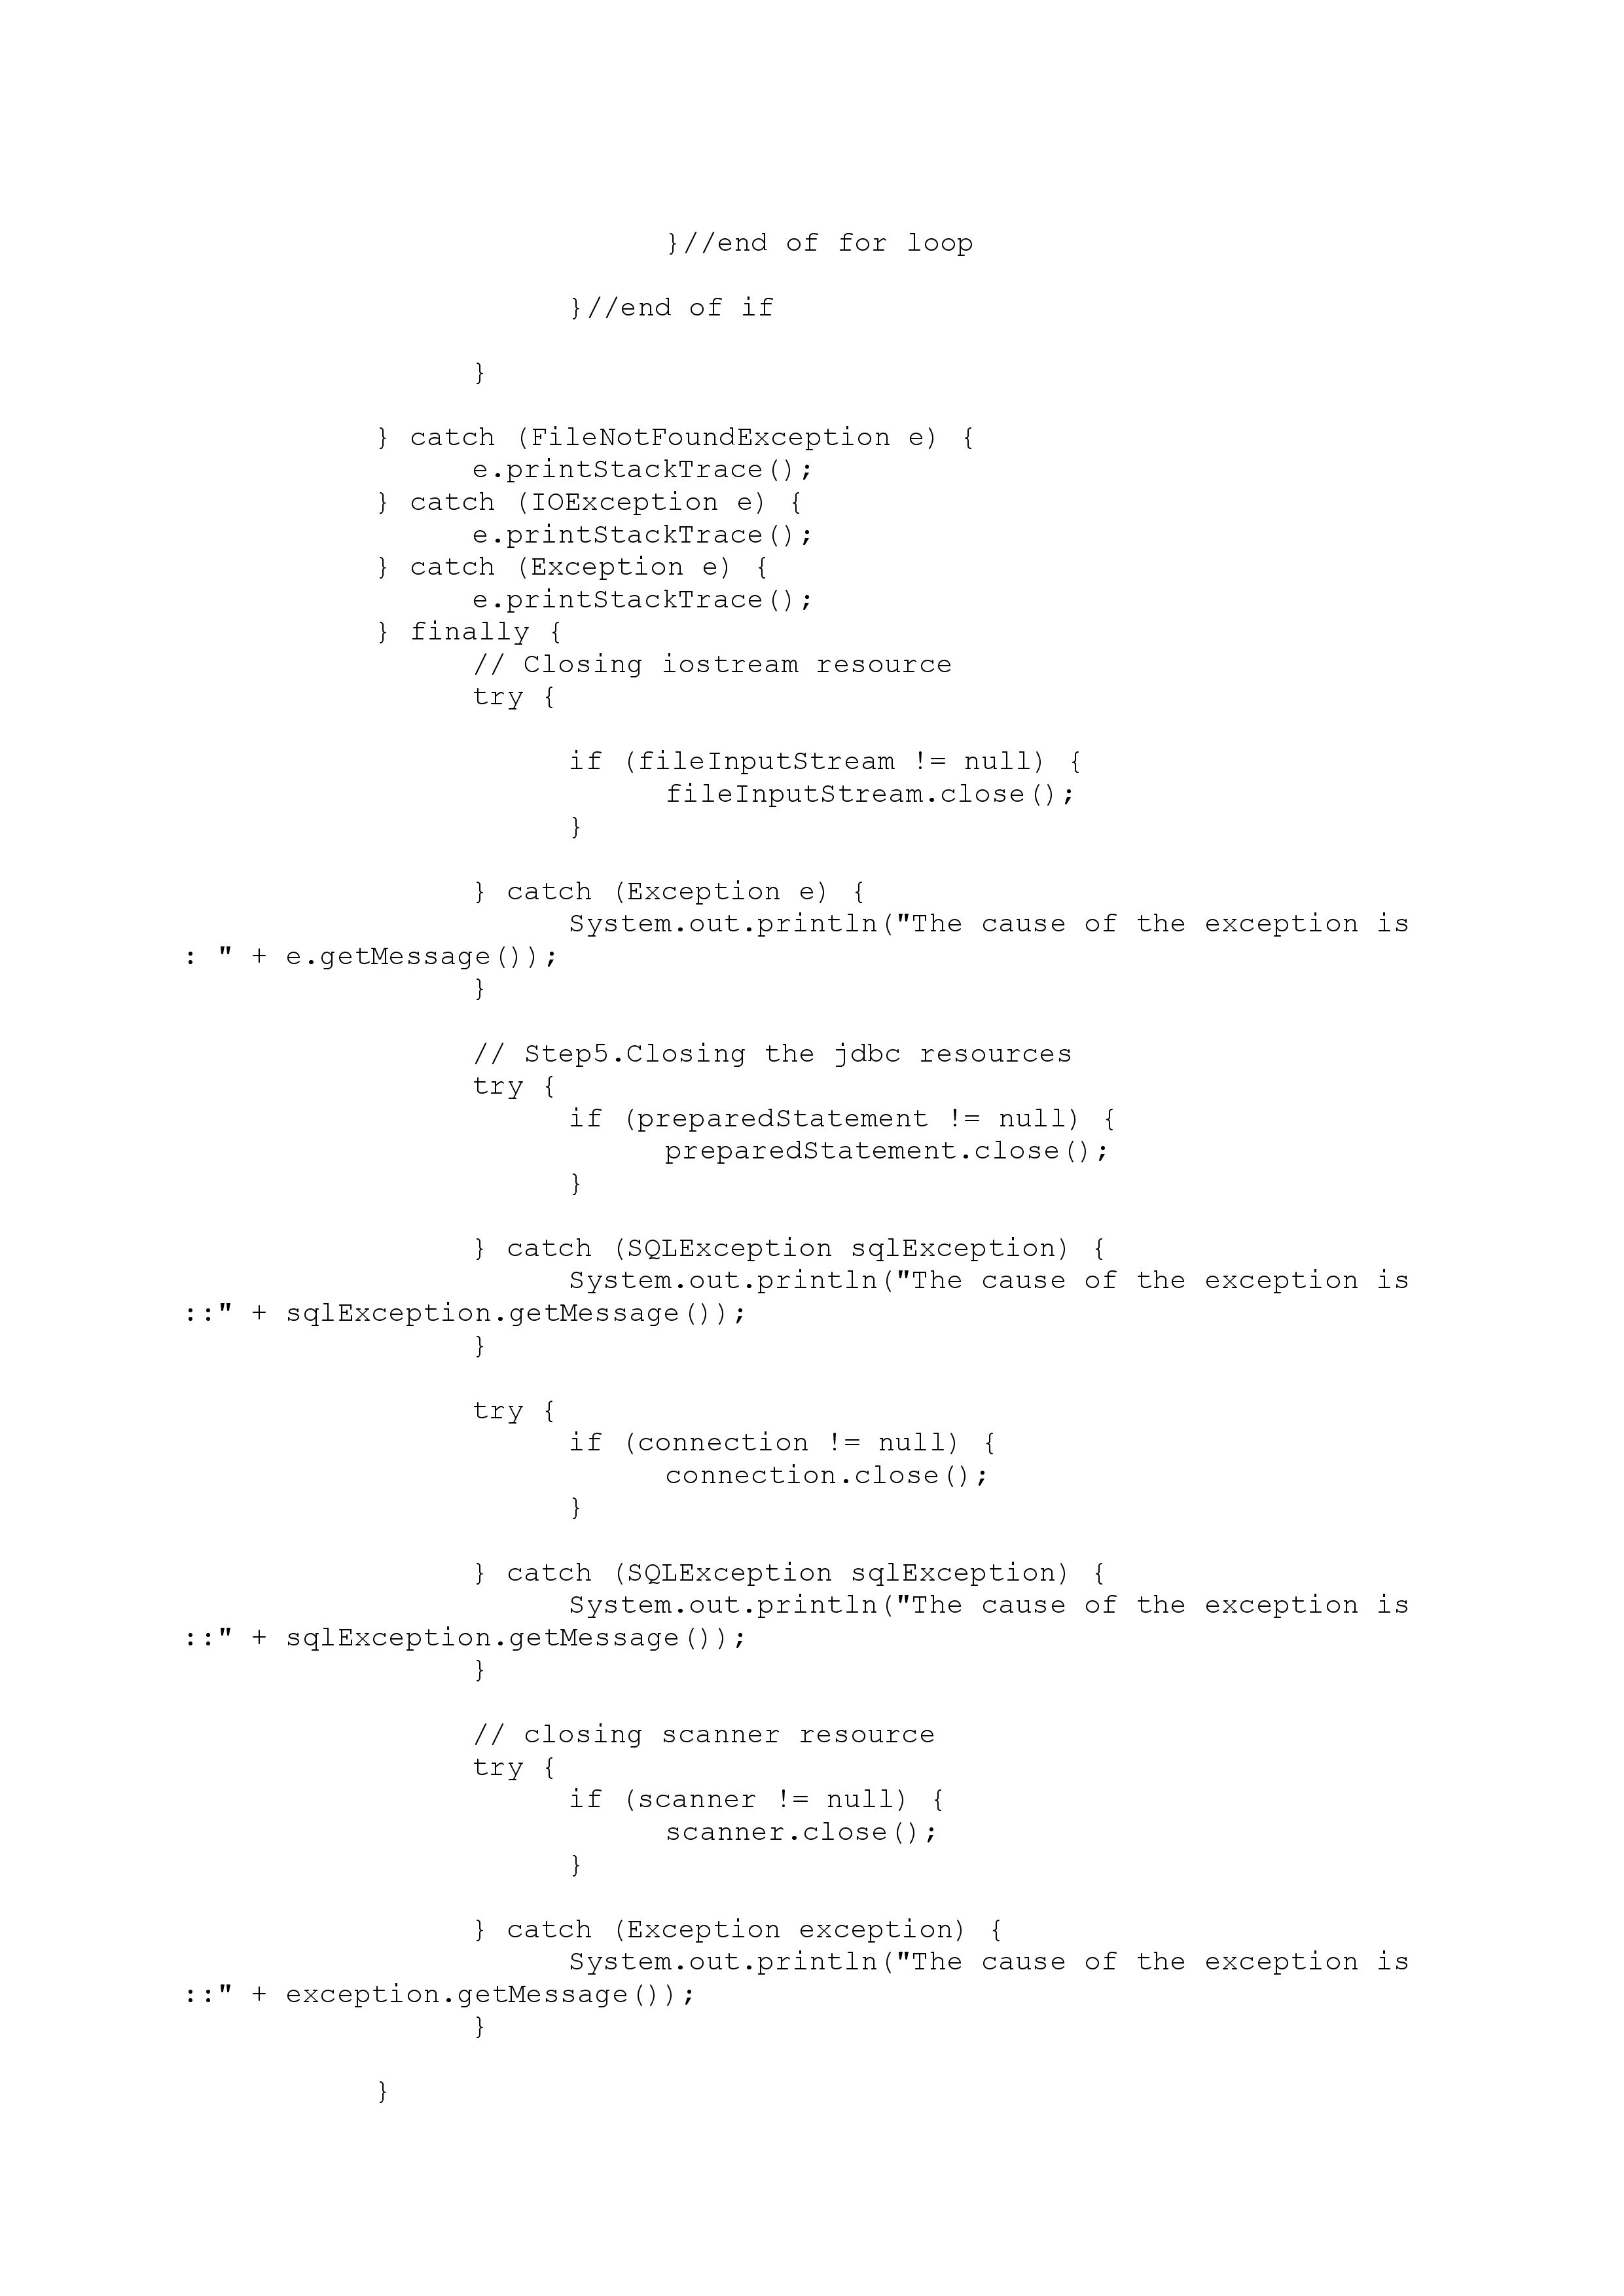 }//end of for loop
}//end of if
}
} catch (FileNotFoundException e) {
e.printStackTrace();
} catch (IOException e) {
e.printStackTrace();
} catch (Exception e) {
e.printStackTrace();
} finally {
// Closing iostream resource
try {
if (fileInputStream != null) {
fileInputStream.close();
}
} catch (Exception e) {
System.out.println("The cause of the exception is
: " + e.getMessage());
}
// Step5.Closing the jdbc resources
try {
if (preparedStatement != null) {
preparedStatement.close();
}
} catch (SQLException sqlException) {
System.out.println("The cause of the exception is
::" + sqlException.getMessage());
}
try {
if (connection != null) {
connection.close();
}
} catch (SQLException sqlException) {
System.out.println("The cause of the exception is
::" + sqlException.getMessage());
}
// closing scanner resource
try {
if (scanner != null) {
scanner.close();
}
} catch (Exception exception) {
System.out.println("The cause of the exception is
::" + exception.getMessage());
}
}